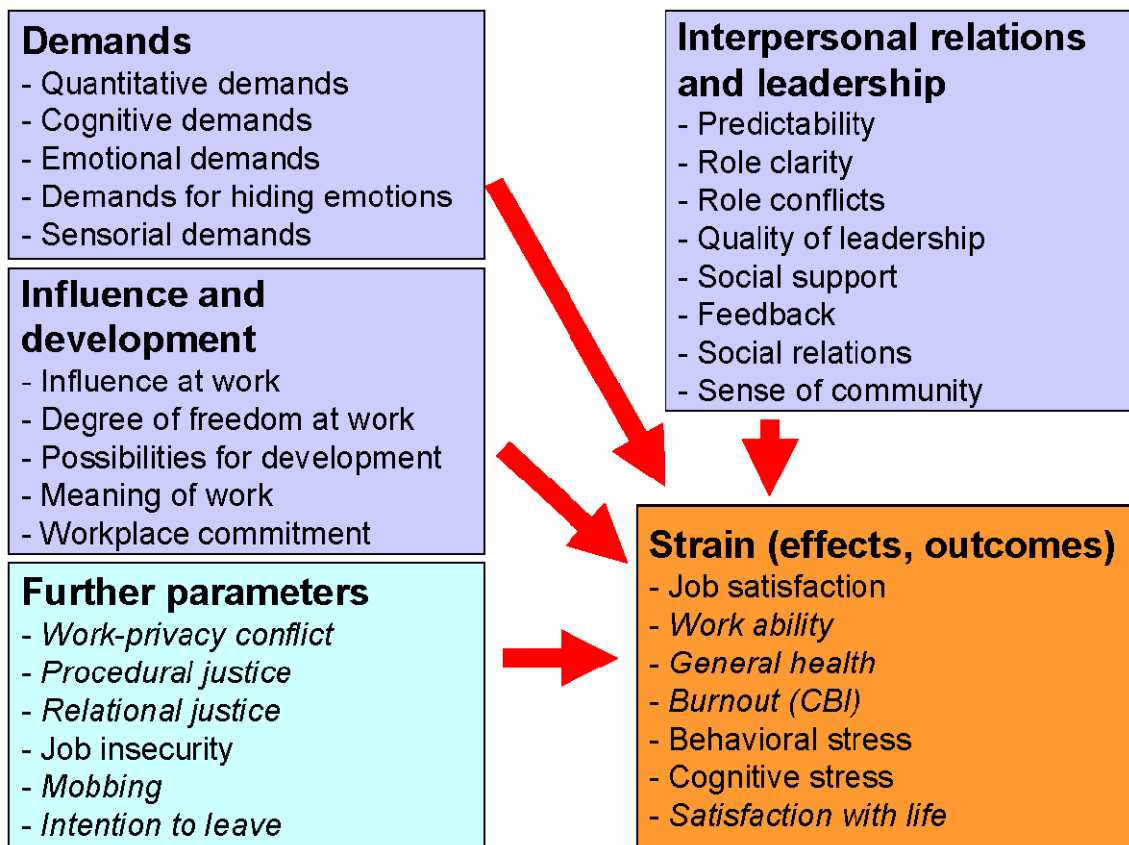 Demands
- Quantitative demands
- Cognitive demands
- Emotional demands
- Demands for hiding emotions
- Sensorial demands
Influence and
development
- Influence at work
- Degree of freedom at work
- Possibilities for development
- Meaning of work
- Workplace commitment
Further parameters
- Work-privacy conflict
- Procedural justice
- Relational justice
- Job insecurity
- Mobbing
- Intention to leave
Interpersonal relations
and leadership
- Predictability
- Role clarity
- Role conflicts
- Quality of leadership
- Social support
- Feedback
- Social relations
- Sense of community
Strain (effects, outcomes)
- Job satisfaction
- Work ability
- General health
- Burnout (CBI)
- Behavioral stress
- Cognitive stress
- Satisfaction with life